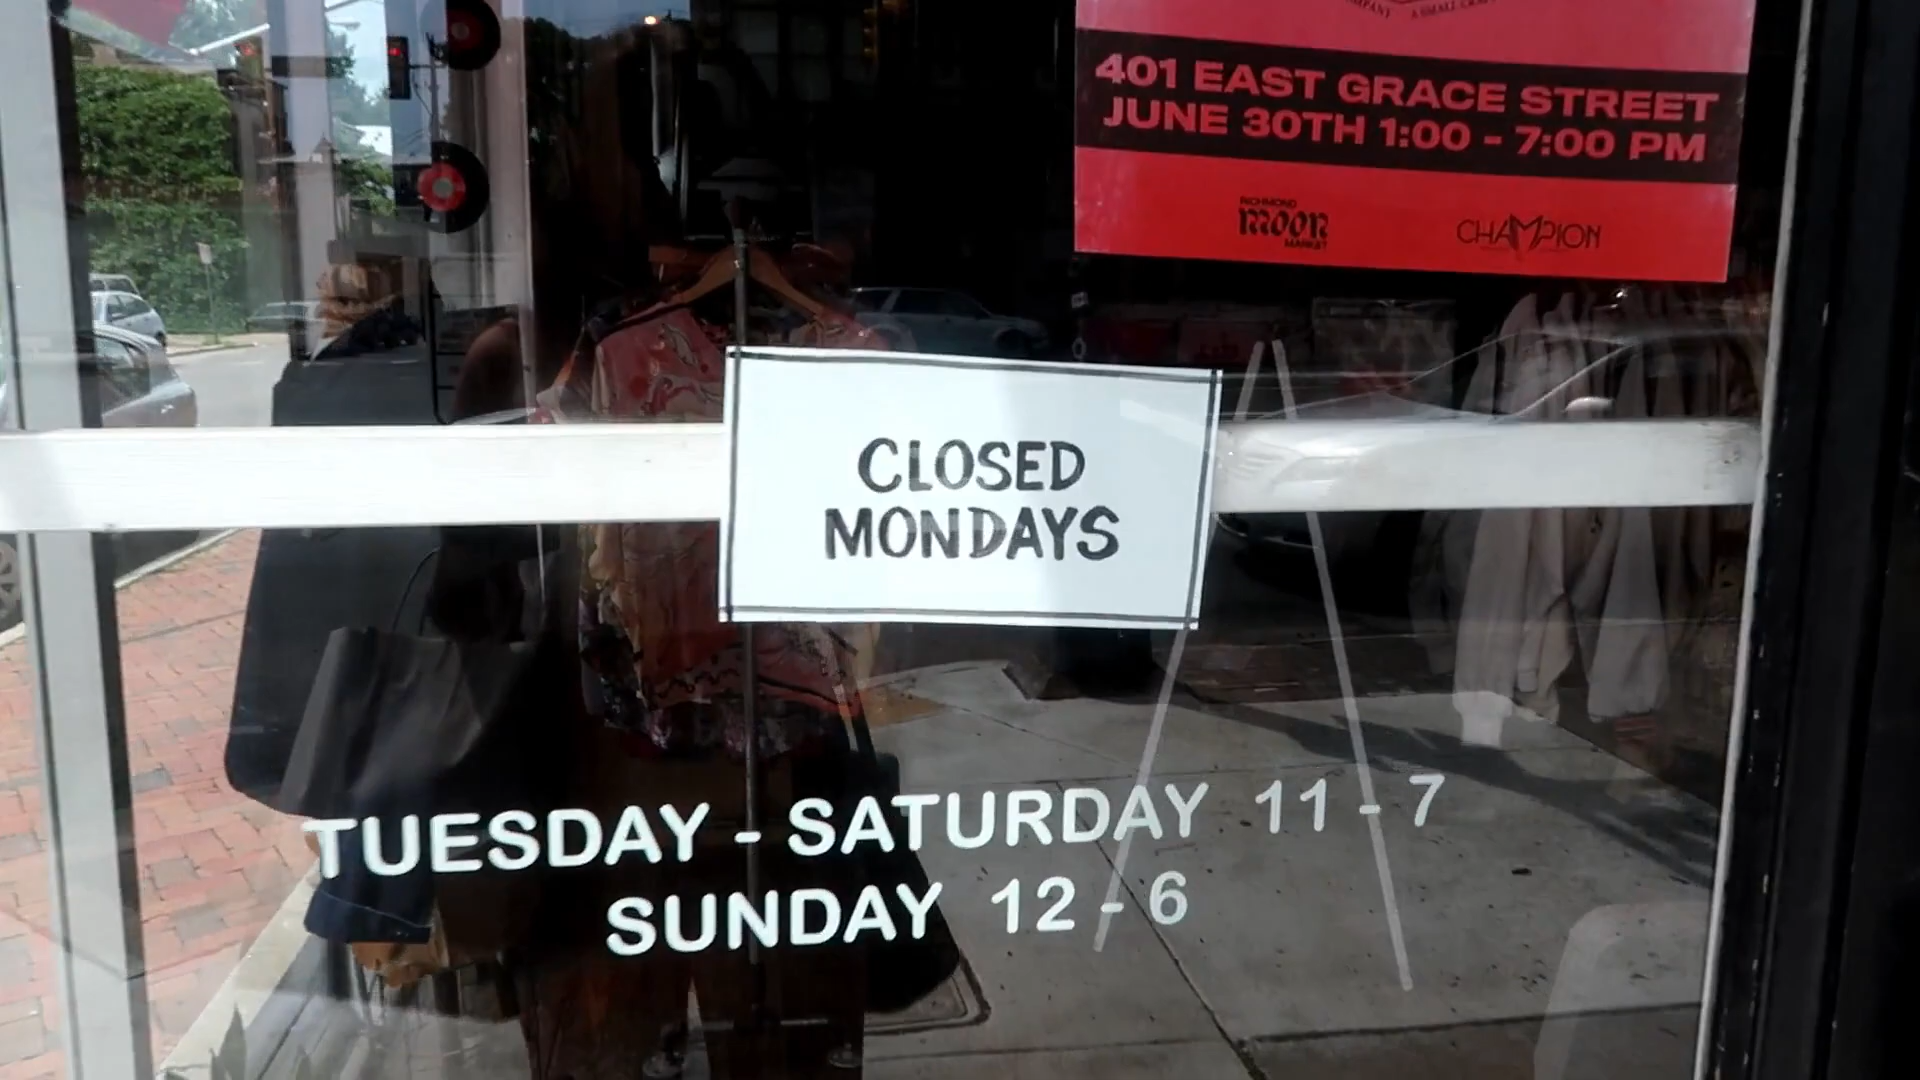 401 EAST GRACE STREET
JUNE 30TH 1:00 - 7:00 PM
RICHMOND
MOON
MARKET
CHAMPION
CLOSED
MONDAYS
TUESDAY - SATURDAY 11 - 7
SUNDAY 12 - 6